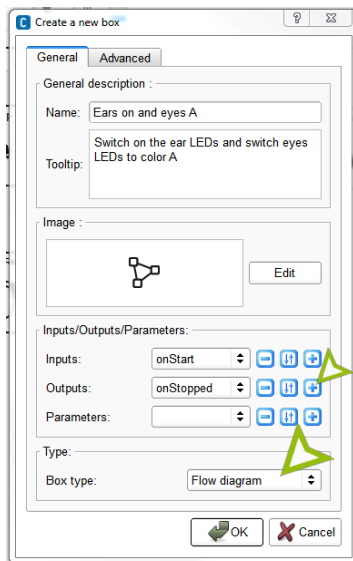 C Create a new box
General Advanced
General description :
Name: Ears on and eyes A
Tooltip: Switch on the ear LEDs and switch eyes
LEDs to color A
Image :
Edit
Inputs/Outputs/Parameters:
Inputs: onStart
Outputs: onStopped
Parameters:
Type:
Box type: Flow diagram
OK Cancel